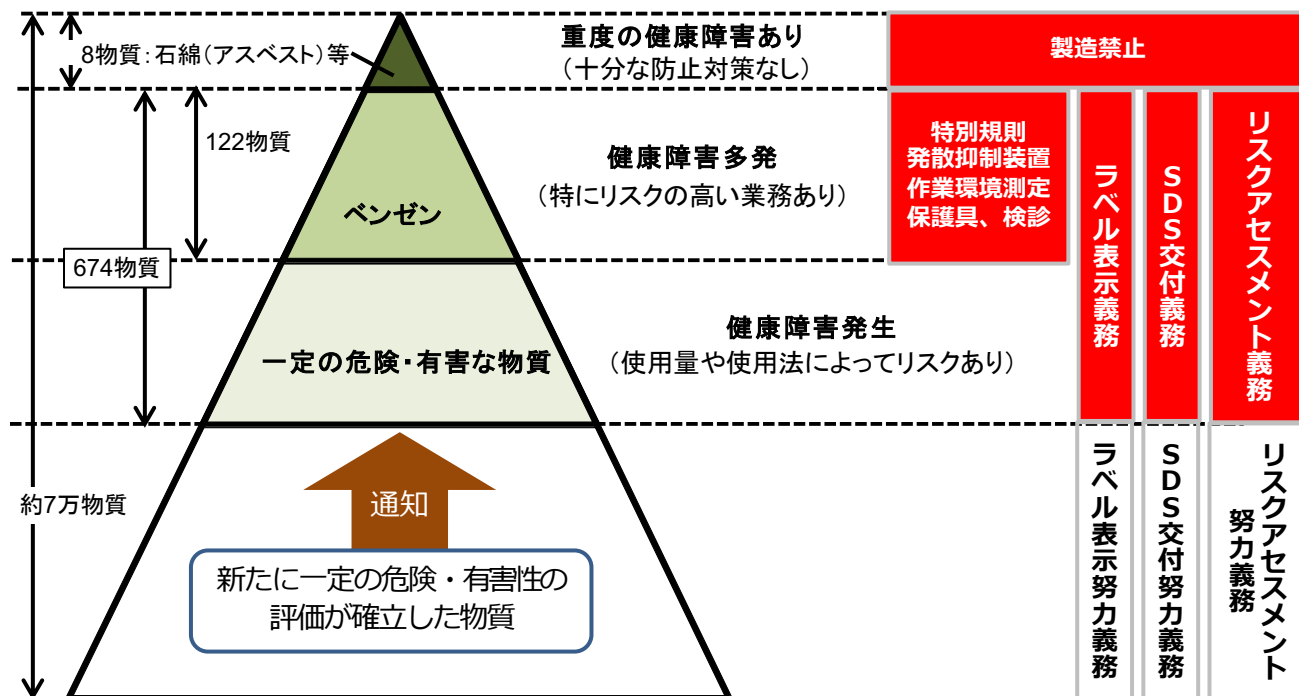 8物質：石綿（アスベスト）等
重度の健康障害あり
（十分な防止対策なし）
製造禁止
122物質
674物質
約7万物質
ベンゼン
健康障害多発
（特にリスクの高い業務あり）
特別規則
発散抑制装置
作業環境測定
保護具、検診
ラベル表示義務
SDS交付義務
リスクアセスメント義務
一定の危険・有害な物質
健康障害発生
（使用量や使用法によってリスクあり）
通知
新たに一定の危険・有害性の
評価が確立した物質
ラベル表示努力義務
SDS交付努力義務
リスクアセスメント
努力義務